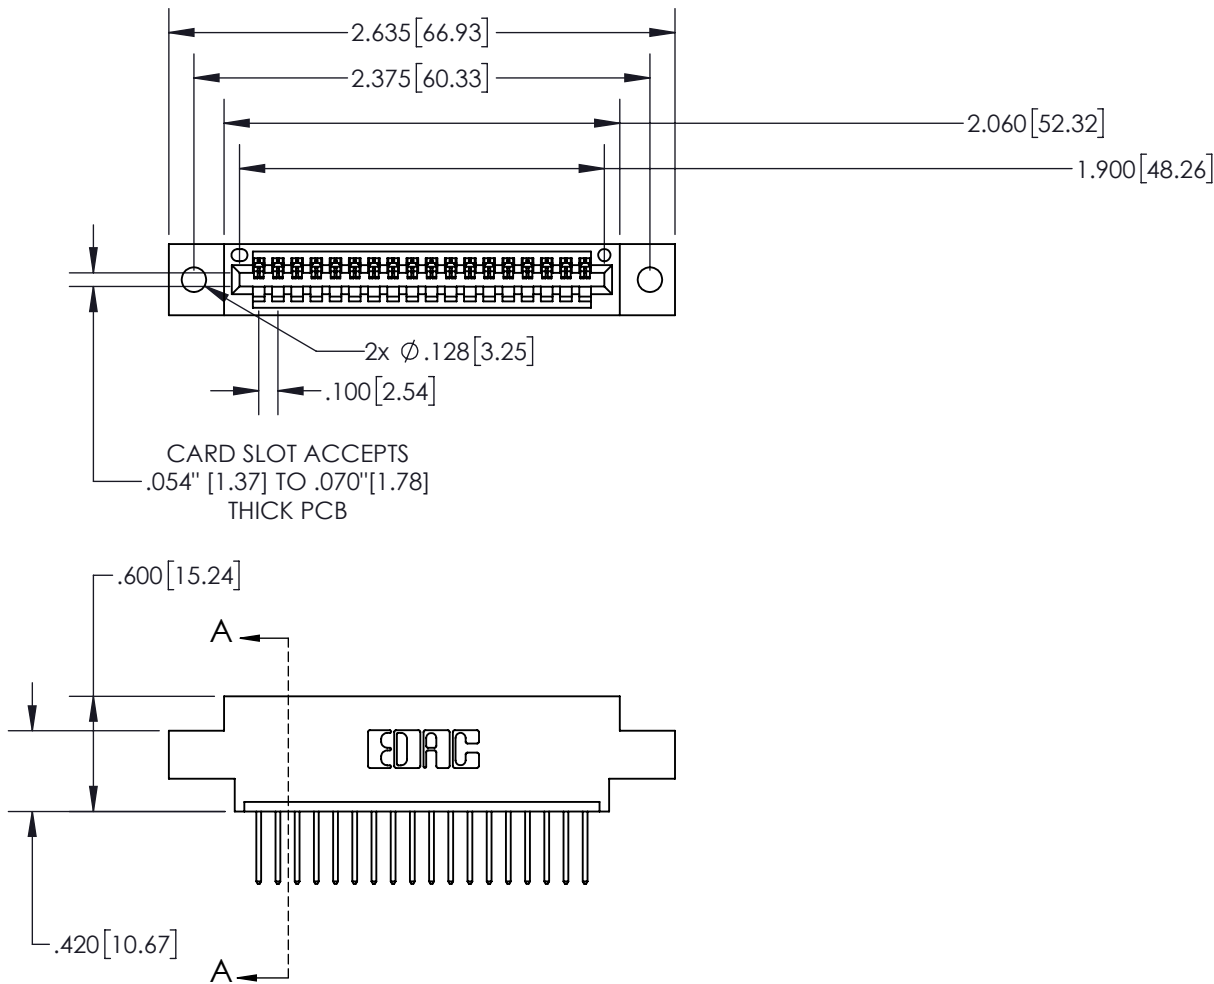 2.635[66.93]
2.375[60.33]
2.060[52.32]
1.900[48.26]
2x Ø.128[3.25]
.100[2.54]
CARD SLOT ACCEPTS
.054" [1.37] TO .070"[1.78]
THICK PCB
.600[15.24]
A
EDAC
.420[10.67]
A